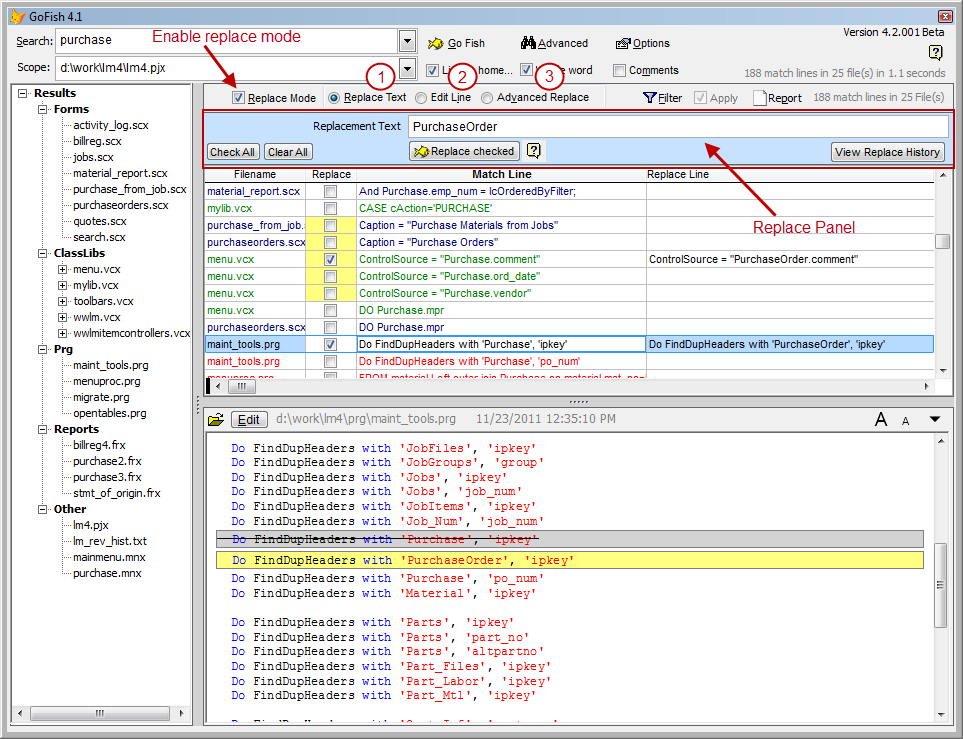 GoFish 4.1
Enable replace mode
Search: purchase
Go Fish
Advanced
Options
Version 4.2.001 Beta
Scope: d:\work\lm4\lm4.pjx
home...
word
Comments
188 match lines in 25 file(s) in 1.1 seconds
1
2
3
Replace Mode
Replace Text
Edit Line
Advanced Replace
Filter
Apply
Report
188 match lines in 25 File(s)
Replacement Text PurchaseOrder
Check All
Clear All
Replace checked
?
View Replace History
Replace Panel
Results
Forms
activity_log.scx
billreg.scx
jobs.scx
material_report.scx
purchase_from_job.scx
purchaseorders.scx
quotes.scx
search.scx
ClassLibs
menu.vcx
mylib.vcx
toolbars.vcx
wwlm.vcx
wwlmitemcontrollers.vcx
Prg
maint_tools.prg
menuproc.prg
migrate.prg
opentables.prg
Reports
billreg4.frx
purchase2.frx
purchase3.frx
stmt_of_origin.frx
Other
lm4.pjx
lm_rev_hist.txt
mainmenu.mnx
purchase.mnx
Filename Replace Match Line Replace Line
material_report.scx And Purchase.emp_num = lcOrderedByFilter;
mylib.vcx CASE cAction='PURCHASE'
purchase_from_job. Caption = "Purchase Materials from Jobs"
purchaseorders.scx Caption = "Purchase Orders"
menu.vcx ControlSource = "Purchase.comment" ControlSource = "PurchaseOrder.comment"
menu.vcx ControlSource = "Purchase.ord_date"
menu.vcx ControlSource = "Purchase.vendor"
menu.vcx DO Purchase.mpr
purchaseorders.scx DO Purchase.mpr
maint_tools.prg Do FindDupHeaders with 'Purchase', 'ipkey' Do FindDupHeaders with 'PurchaseOrder', 'ipkey'
maint_tools.prg Do FindDupHeaders with 'Purchase', 'po_num'
menuproc.prg FROM material Left outer join Purchase on material.mat_po=
Edit d:\work\lm4\prg\maint_tools.prg 11/23/2011 12:35:10 PM A A
Do FindDupHeaders with 'JobFiles', 'ipkey'
Do FindDupHeaders with 'JobGroups', 'group'
Do FindDupHeaders with 'Jobs', 'ipkey'
Do FindDupHeaders with 'Jobs', 'job_num'
Do FindDupHeaders with 'JobItems', 'ipkey'
Do FindDupHeaders with 'Job_Num', 'job_num'
Do FindDupHeaders with 'Purchase', 'ipkey'
Do FindDupHeaders with 'PurchaseOrder', 'ipkey'
Do FindDupHeaders with 'Purchase', 'po_num'
Do FindDupHeaders with 'Material', 'ipkey'
Do FindDupHeaders with 'Parts', 'ipkey'
Do FindDupHeaders with 'Parts', 'part_no'
Do FindDupHeaders with 'Parts', 'altpartno'
Do FindDupHeaders with 'Part_Files', 'ipkey'
Do FindDupHeaders with 'Part_Labor', 'ipkey'
Do FindDupHeaders with 'Part_Mtl', 'ipkey'